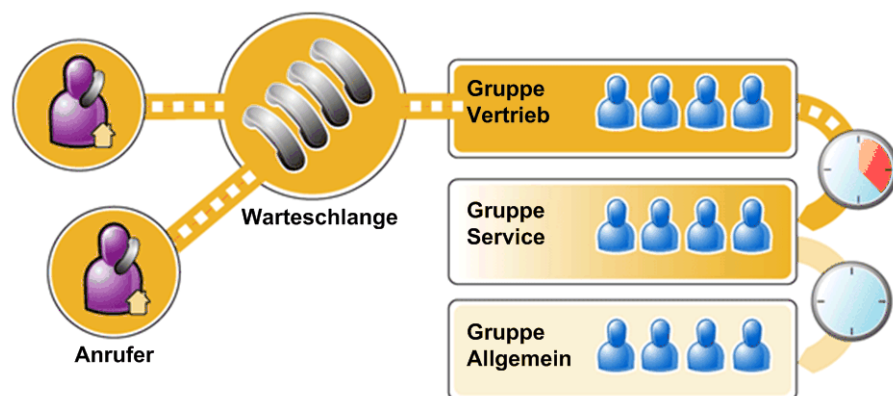 Gruppe
Vertrieb
Warteschlange
Gruppe
Service
Anrufer
Gruppe
Allgemein